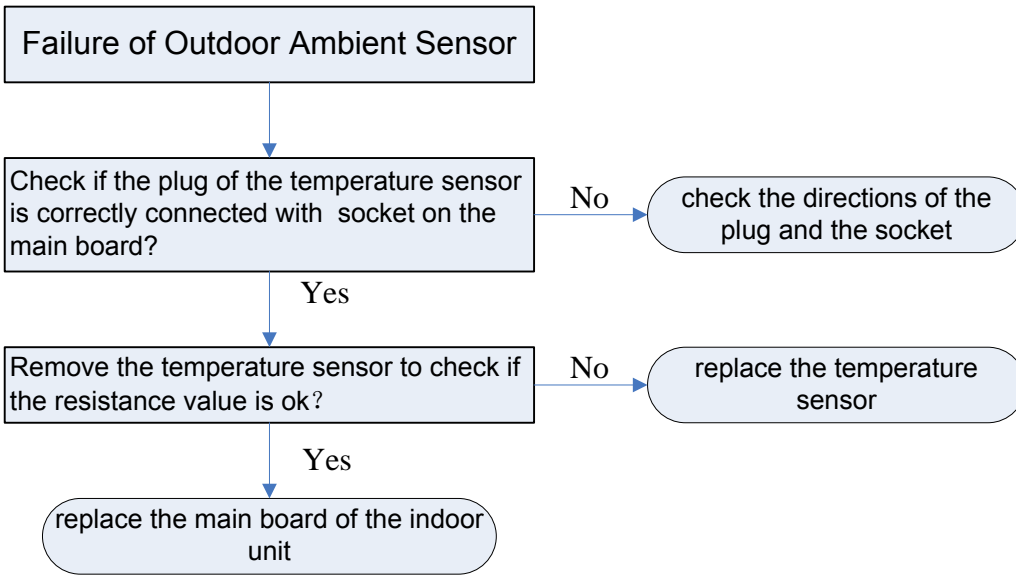 Failure of Outdoor Ambient Sensor
Check if the plug of the temperature sensor
is correctly connected with socket on the
main board?
No
check the directions of the
plug and the socket
Yes
Remove the temperature sensor to check if
the resistance value is ok？
No
replace the temperature
sensor
Yes
replace the main board of the indoor
unit